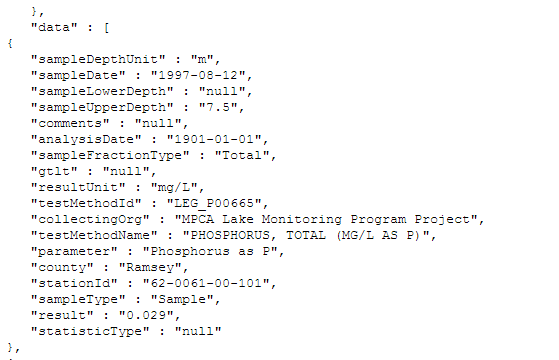 },
"data" : [
{
"sampleDepthUnit" : "m",
"sampleDate" : "1997-08-12",
"sampleLowerDepth" : "null",
"sampleUpperDepth" : "7.5",
"comments" : "null",
"analysisDate" : "1901-01-01",
"sampleFractionType" : "Total",
"gtlt" : "null",
"resultUnit" : "mg/L",
"testMethodId" : "LEG_P00665",
"collectingOrg" : "MPCA Lake Monitoring Program Project",
"testMethodName" : "PHOSPHORUS, TOTAL (MG/L AS P)",
"parameter" : "Phosphorus as P",
"county" : "Ramsey",
"stationId" : "62-0061-00-101",
"sampleType" : "Sample",
"result" : "0.029",
"statisticType" : "null"
},